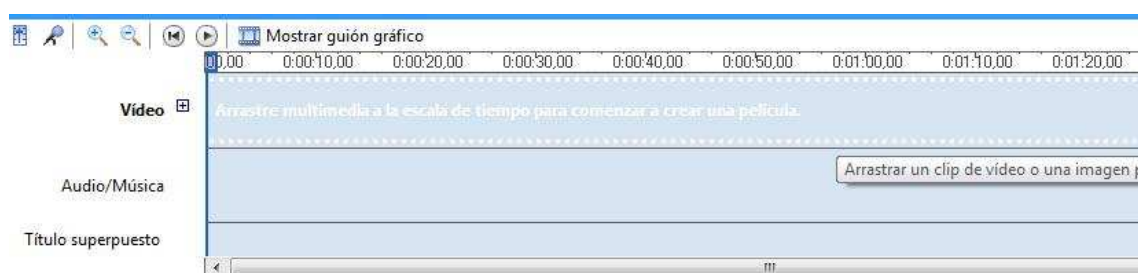 Mostrar guión gráfico
0,00 0:00:10,00 0:00:20,00 0:00:30,00 0:00:40,00 0:00:50,00 0:01:00,00 0:01:10,00 0:01:20,00
Vídeo
Arrastre multimedia a la escala de tiempo para comenzar a crear una película.
Arrastrar un clip de vídeo o una imagen
Audio/Música
Título superpuesto